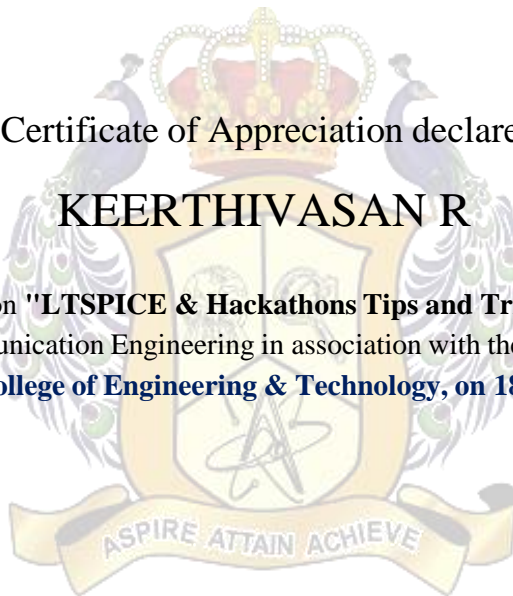 Certificate of Appreciation declare
KEERTHIVASAN R
on "LTSPICE & Hackathons Tips and Tr
unication Engineering in association with the
ollege of Engineering & Technology, on 18
ASPIRE ATTAIN ACHIEVE